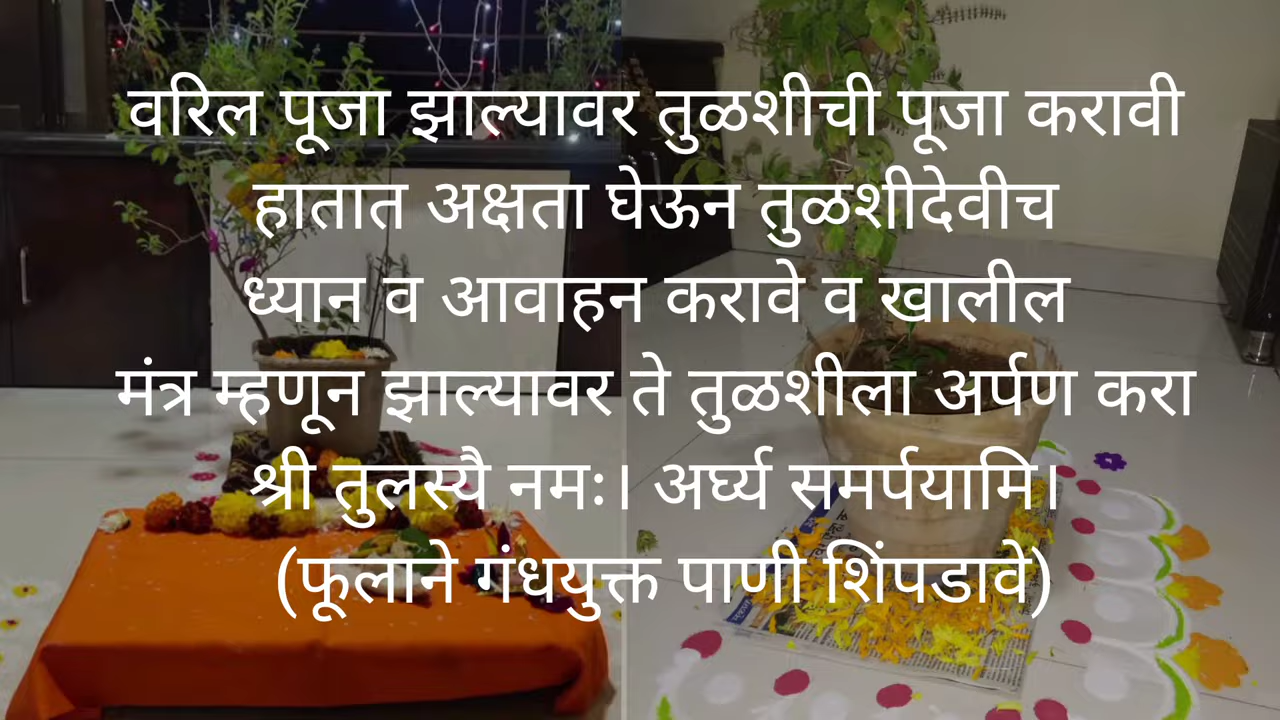 वरिल पूजा झाल्यावर तुळशीची पूजा करावी
हातात अक्षता घेऊन तुळशीदेवीच
ध्यान व आवाहन करावे व खालील
मंत्र म्हणून झाल्यावर ते तुळशीला अर्पण करा
श्री तुलस्यै नमः। अर्घ्य समर्पयामि।
(फूलाने गंधयुक्त पाणी शिंपडावे)